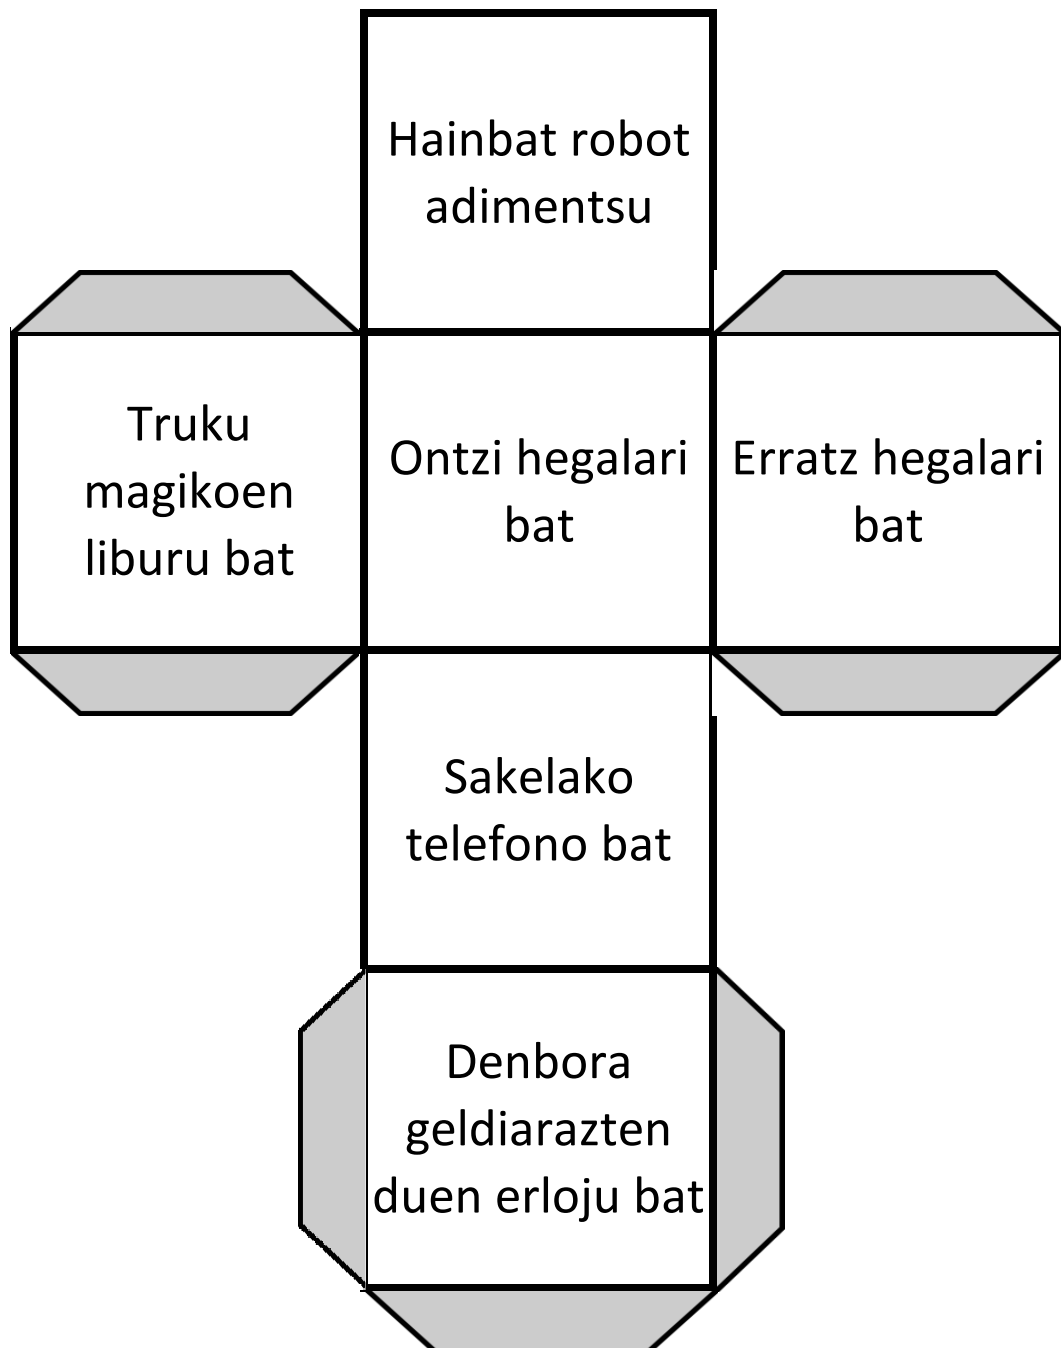 Hainbat robot
adimentsu
Truku
magikoen
liburu bat
Ontzi hegalari
bat
Erratz hegalari
bat
Sakelako
telefono bat
Denbora
geldiarazten
duen erloju bat